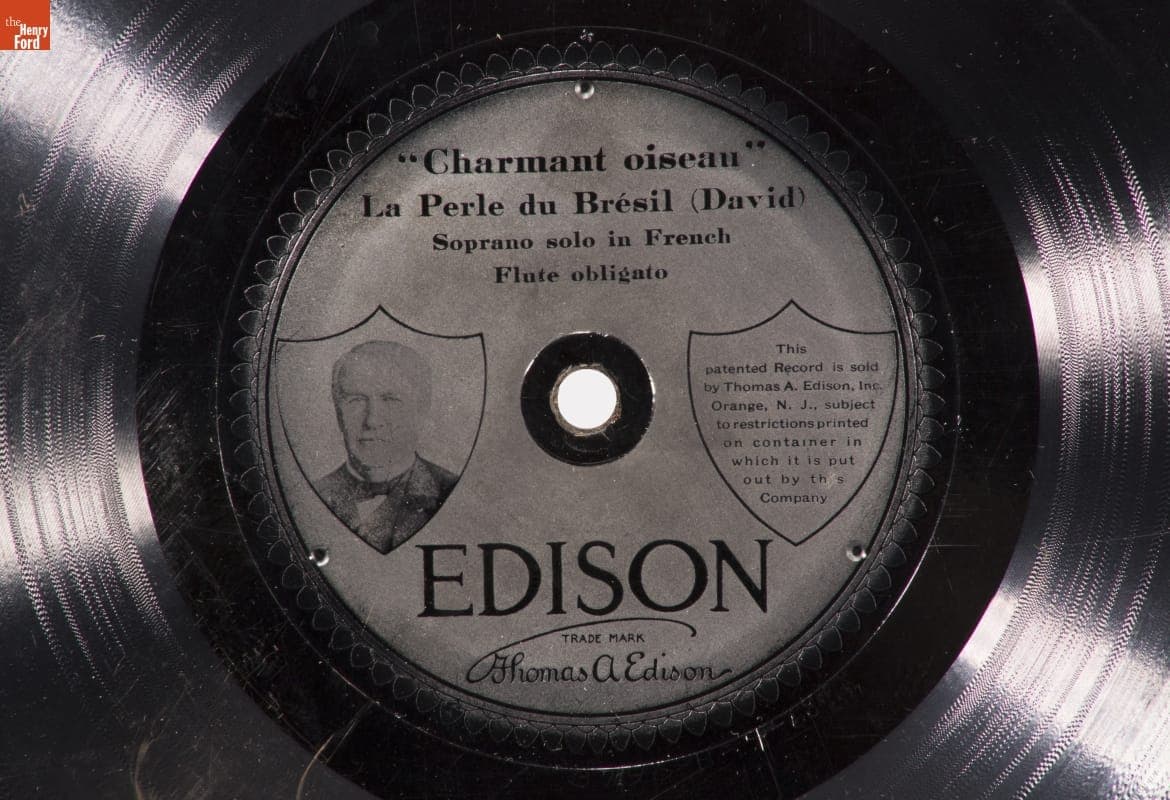 the
Henry
Ford
"Charmant oiseau"
La Perle du Brésil (David)
Soprano solo in French
Flute obligato
This
patented Record is sold
by Thomas A. Edison, Inc.
Orange, N. J., subject
to restrictions printed
on container in
which it is put
out by this
Company
EDISON
TRADE MARK
Thomas A Edison